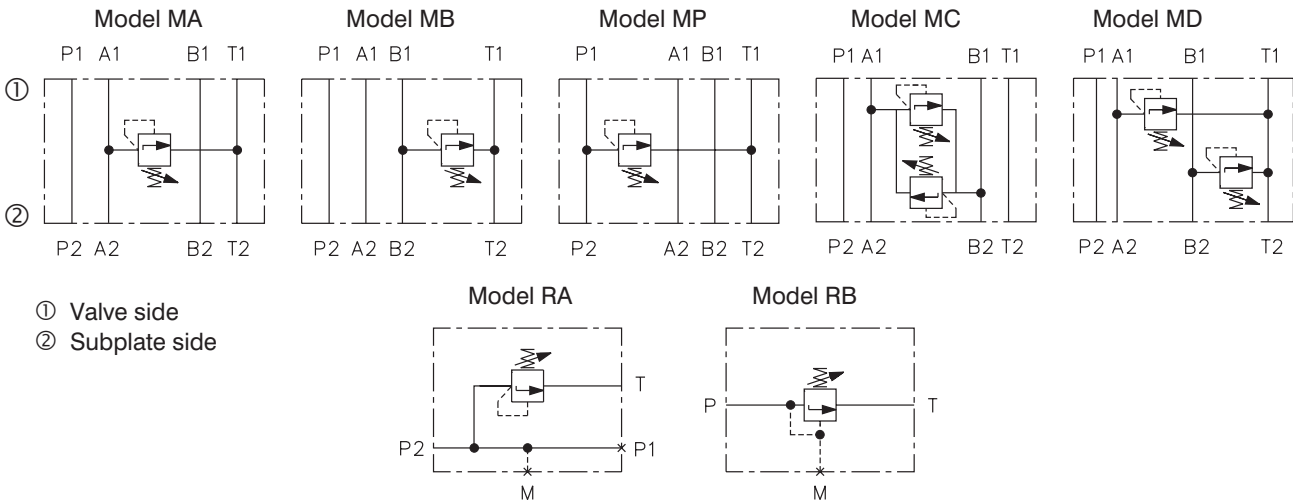 Model MA Model MB Model MP Model MC Model MD
P1 A1 B1 T1 P1 A1 B1 T1 P1 A1 B1 T1 P1 A1 B1 T1 P1 A1 B1 T1
①
②
P2 A2 B2 T2 P2 A2 B2 T2 P2 A2 B2 T2 P2 A2 B2 T2 P2 A2 B2 T2
Model RA Model RB
① Valve side
② Subplate side
T
P T
P2 P1
M M